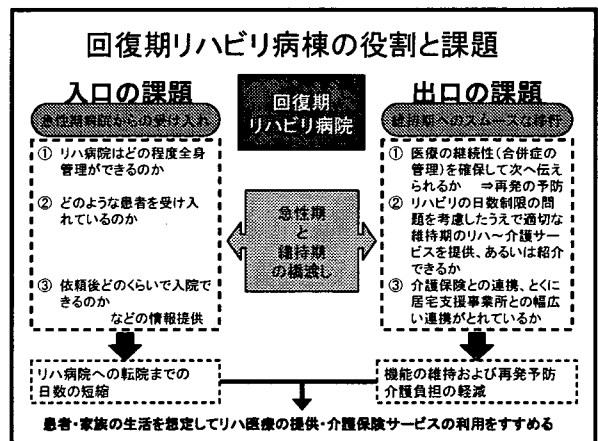 回復期リハビリ病棟の役割と課題
入口の課題
急性期病院からの受け入れ
① リハ病院はどの程度全身
管理ができるのか
② どのような患者を受け入
れているのか
③ 依頼後どのくらいで入院で
きるのか
などの情報提供
リハ病院への転院までの
日数の短縮
回復期
リハビリ病院
急性期
と
維持期
の橋渡し
出口の課題
維持期へのスムーズな移行
① 医療の継続性(合併症の
管理)を確保して次へ伝え
られるか ⇒再発の予防
② リハビリの日数制限の問
題を考慮したうえで適切な
維持期のリハ～介護サー
ビスを提供、あるいは紹介
できるか
③ 介護保険との連携、とくに
居宅支援事業所との幅広
い連携がとれているか
機能の維持および再発予防
介護負担の軽減
患者・家族の生活を想定してリハ医療の提供・介護保険サービスの利用をすすめる